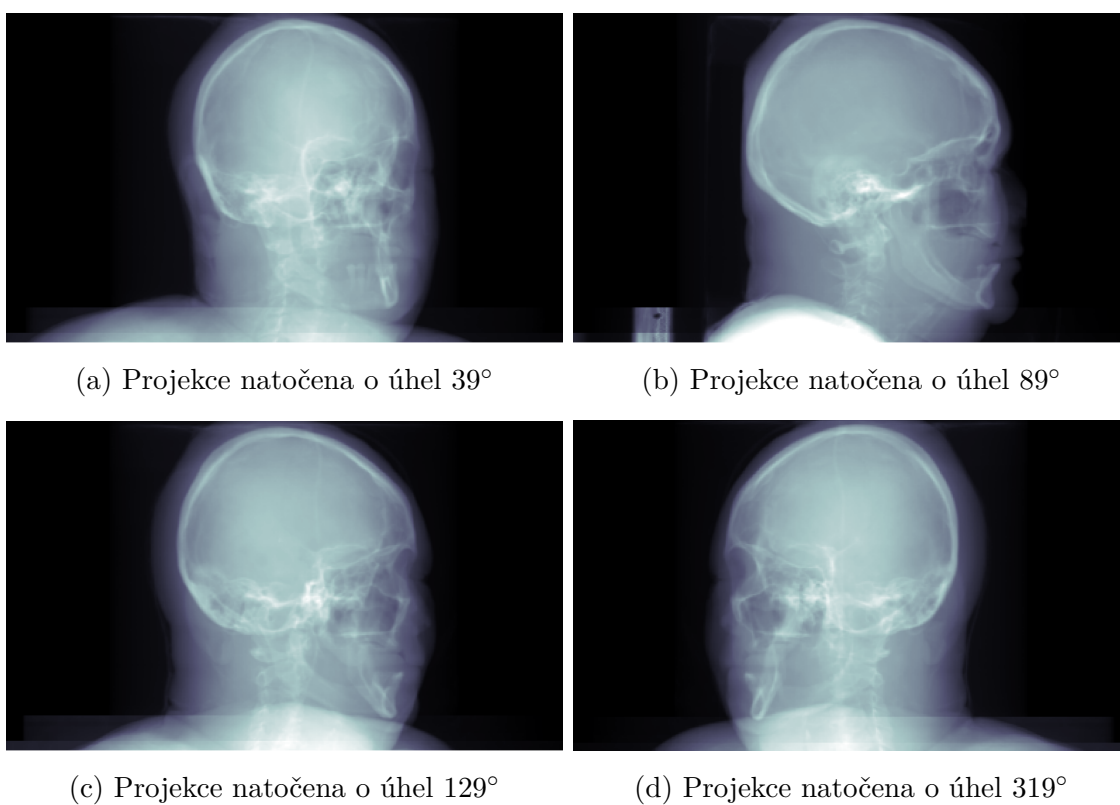 (a) Projekce natočena o úhel 39°
(b) Projekce natočena o úhel 89°
(c) Projekce natočena o úhel 129°
(d) Projekce natočena o úhel 319°